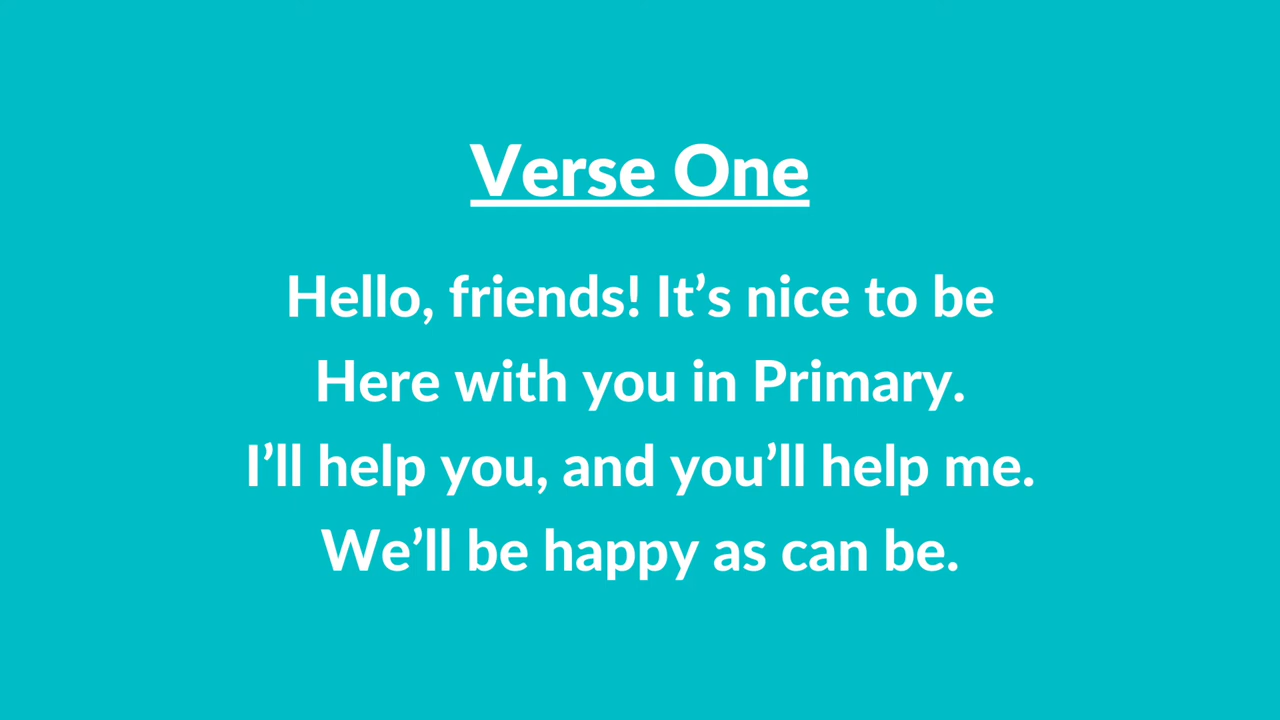 Verse One
Hello, friends! It’s nice to be
Here with you in Primary.
I’ll help you, and you’ll help me.
We’ll be happy as can be.